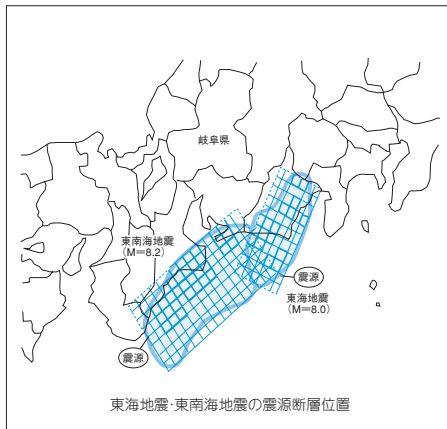 岐阜県
東南海地震
(M=8.2)
震源
東海地震
(M=8.0)
震源
東海地震・東南海地震の震源断層位置